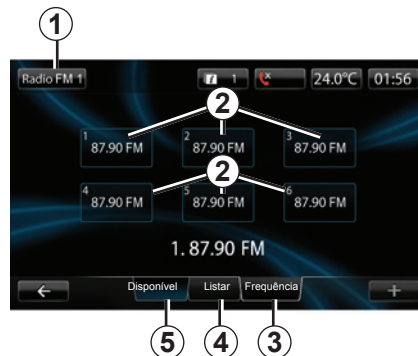 1
Radio FM 1 1 24.0°C 01:56
2
1 87.90 FM 2 87.90 FM 3 87.90 FM
2
4 87.90 FM 5 87.90 FM 6 87.90 FM
1. 87.90 FM
Disponível Listar Frequência
5 4 3